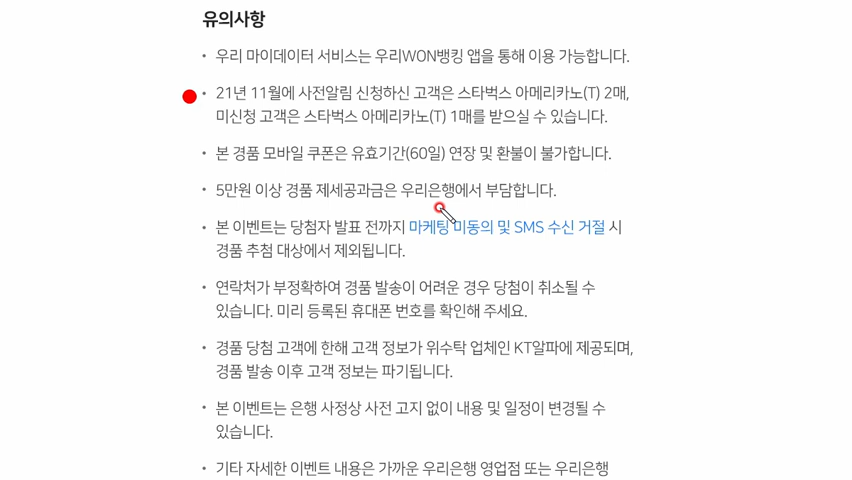 유의사항
• 우리 마이데이터 서비스는 우리WON뱅킹 앱을 통해 이용 가능합니다.
• 21년 11월에 사전알림 신청하신 고객은 스타벅스 아메리카노(T) 2매,
미신청 고객은 스타벅스 아메리카노(T) 1매를 받으실 수 있습니다.
• 본 경품 모바일 쿠폰은 유효기간(60일) 연장 및 환불이 불가합니다.
• 5만원 이상 경품 제세공과금은 우리은행에서 부담합니다.
• 본 이벤트는 당첨자 발표 전까지 마케팅 미동의 및 SMS 수신 거절 시
경품 추첨 대상에서 제외됩니다.
• 연락처가 부정확하여 경품 발송이 어려운 경우 당첨이 취소될 수
있습니다. 미리 등록된 휴대폰 번호를 확인해 주세요.
• 경품 당첨 고객에 한해 고객 정보가 위수탁 업체인 KT알파에 제공되며,
경품 발송 이후 고객 정보는 파기됩니다.
• 본 이벤트는 은행 사정상 사전 고지 없이 내용 및 일정이 변경될 수
있습니다.
• 기타 자세한 이벤트 내용은 가까운 우리은행 영업점 또는 우리은행